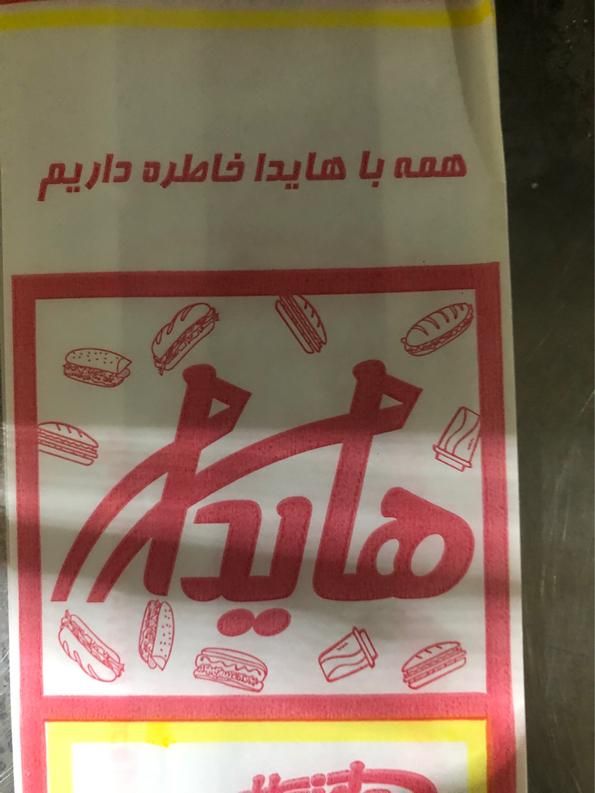 همه با هایدا خاطره داریم
هایدا